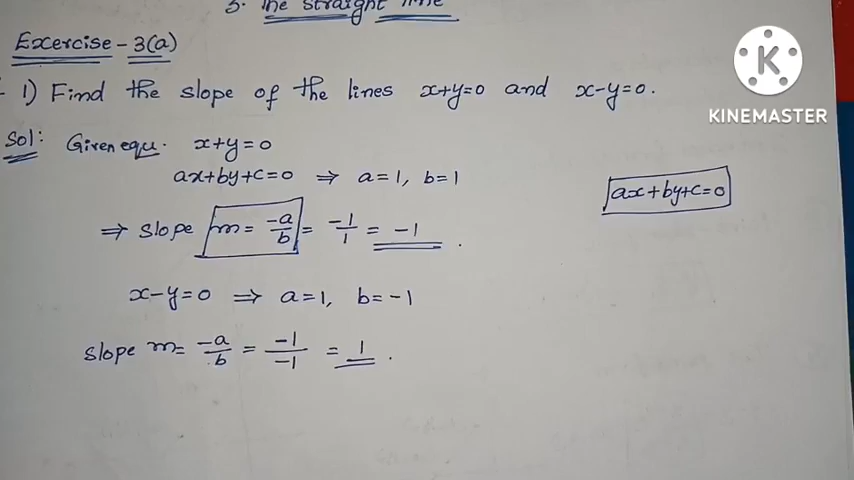 3. The straight line
Exercise - 3(a)
1) Find the slope of the lines x+y=0 and x-y=0.
KINEMASTER
Sol: Given equ. x+y=0
ax+by+c=0 ⇒ a=1, b=1
ax+by+c=0
⇒ slope m = -a/b = -1/1 = -1.
x-y=0 ⇒ a=1, b=-1
slope m = -a/b = -1/-1 = 1.